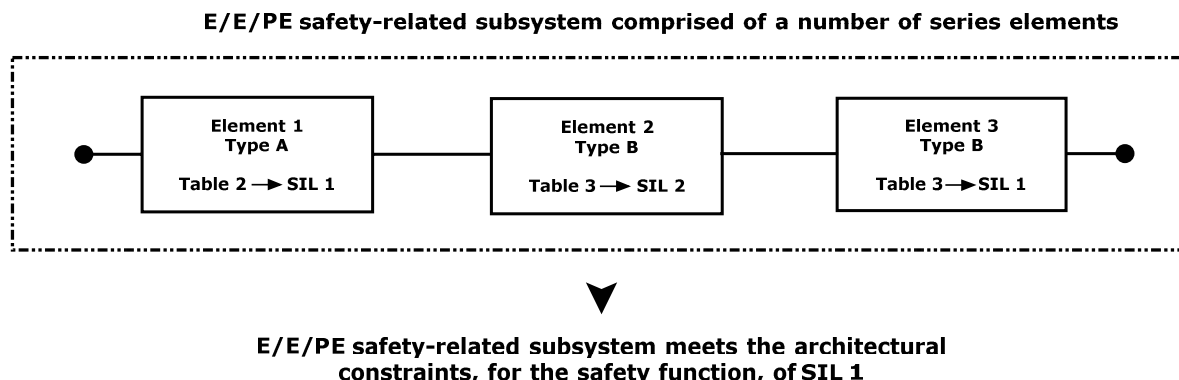 E/E/PE safety-related subsystem comprised of a number of series elements
Element 1
Type A
Table 2 → SIL 1
Element 2
Type B
Table 3 → SIL 2
Element 3
Type B
Table 3 → SIL 1
E/E/PE safety-related subsystem meets the architectural
constraints, for the safety function, of SIL 1